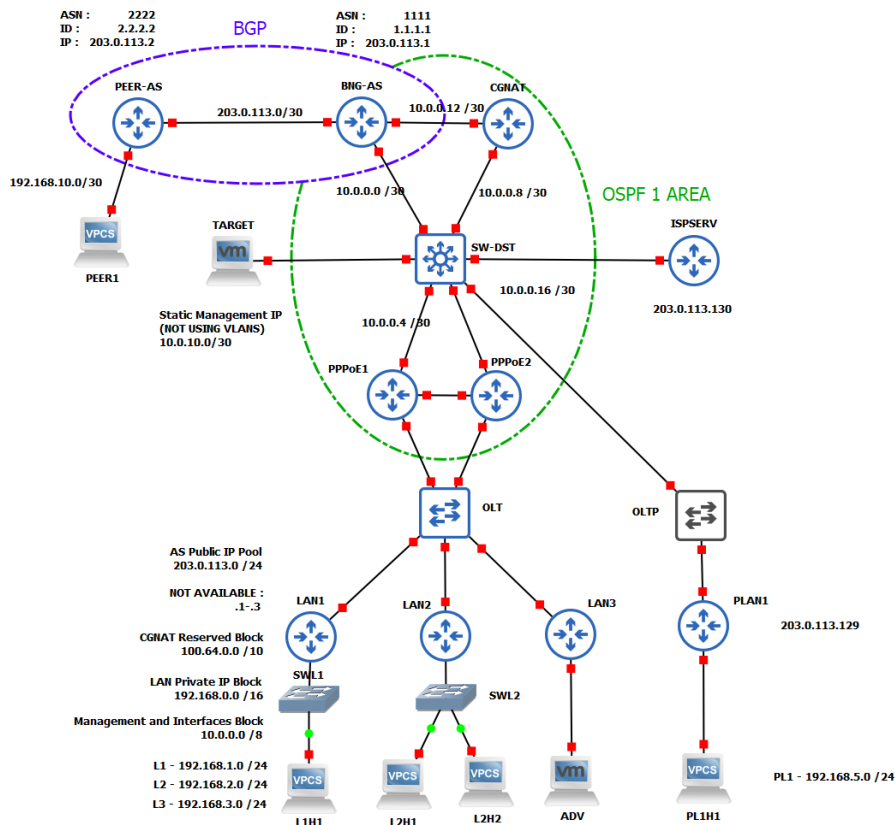 ASN : 2222
ID : 2.2.2.2
IP : 203.0.113.2
BGP
ASN : 1111
ID : 1.1.1.1
IP : 203.0.113.1
PEER-AS
BNG-AS
CGNAT
203.0.113.0/30
10.0.0.12 /30
192.168.10.0/30
10.0.0.0 /30
10.0.0.8 /30
OSPF 1 AREA
VPCS
PEER1
TARGET
vm
SW-DST
ISPSERV
10.0.0.16 /30
203.0.113.130
Static Management IP
(NOT USING VLANS)
10.0.10.0/30
10.0.0.4 /30
PPPoE1
PPPoE2
OLT
OLTP
AS Public IP Pool
203.0.113.0 /24
NOT AVAILABLE :
.1-.3
LAN1
LAN2
LAN3
PLAN1
203.0.113.129
CGNAT Reserved Block
100.64.0.0 /10
SWL1
LAN Private IP Block
192.168.0.0 /16
SWL2
Management and Interfaces Block
10.0.0.0 /8
L1 - 192.168.1.0 /24
L2 - 192.168.2.0 /24
L3 - 192.168.3.0 /24
VPCS
L1H1
VPCS
L2H1
VPCS
L2H2
vm
ADV
VPCS
PL1H1
PL1 - 192.168.5.0 /24